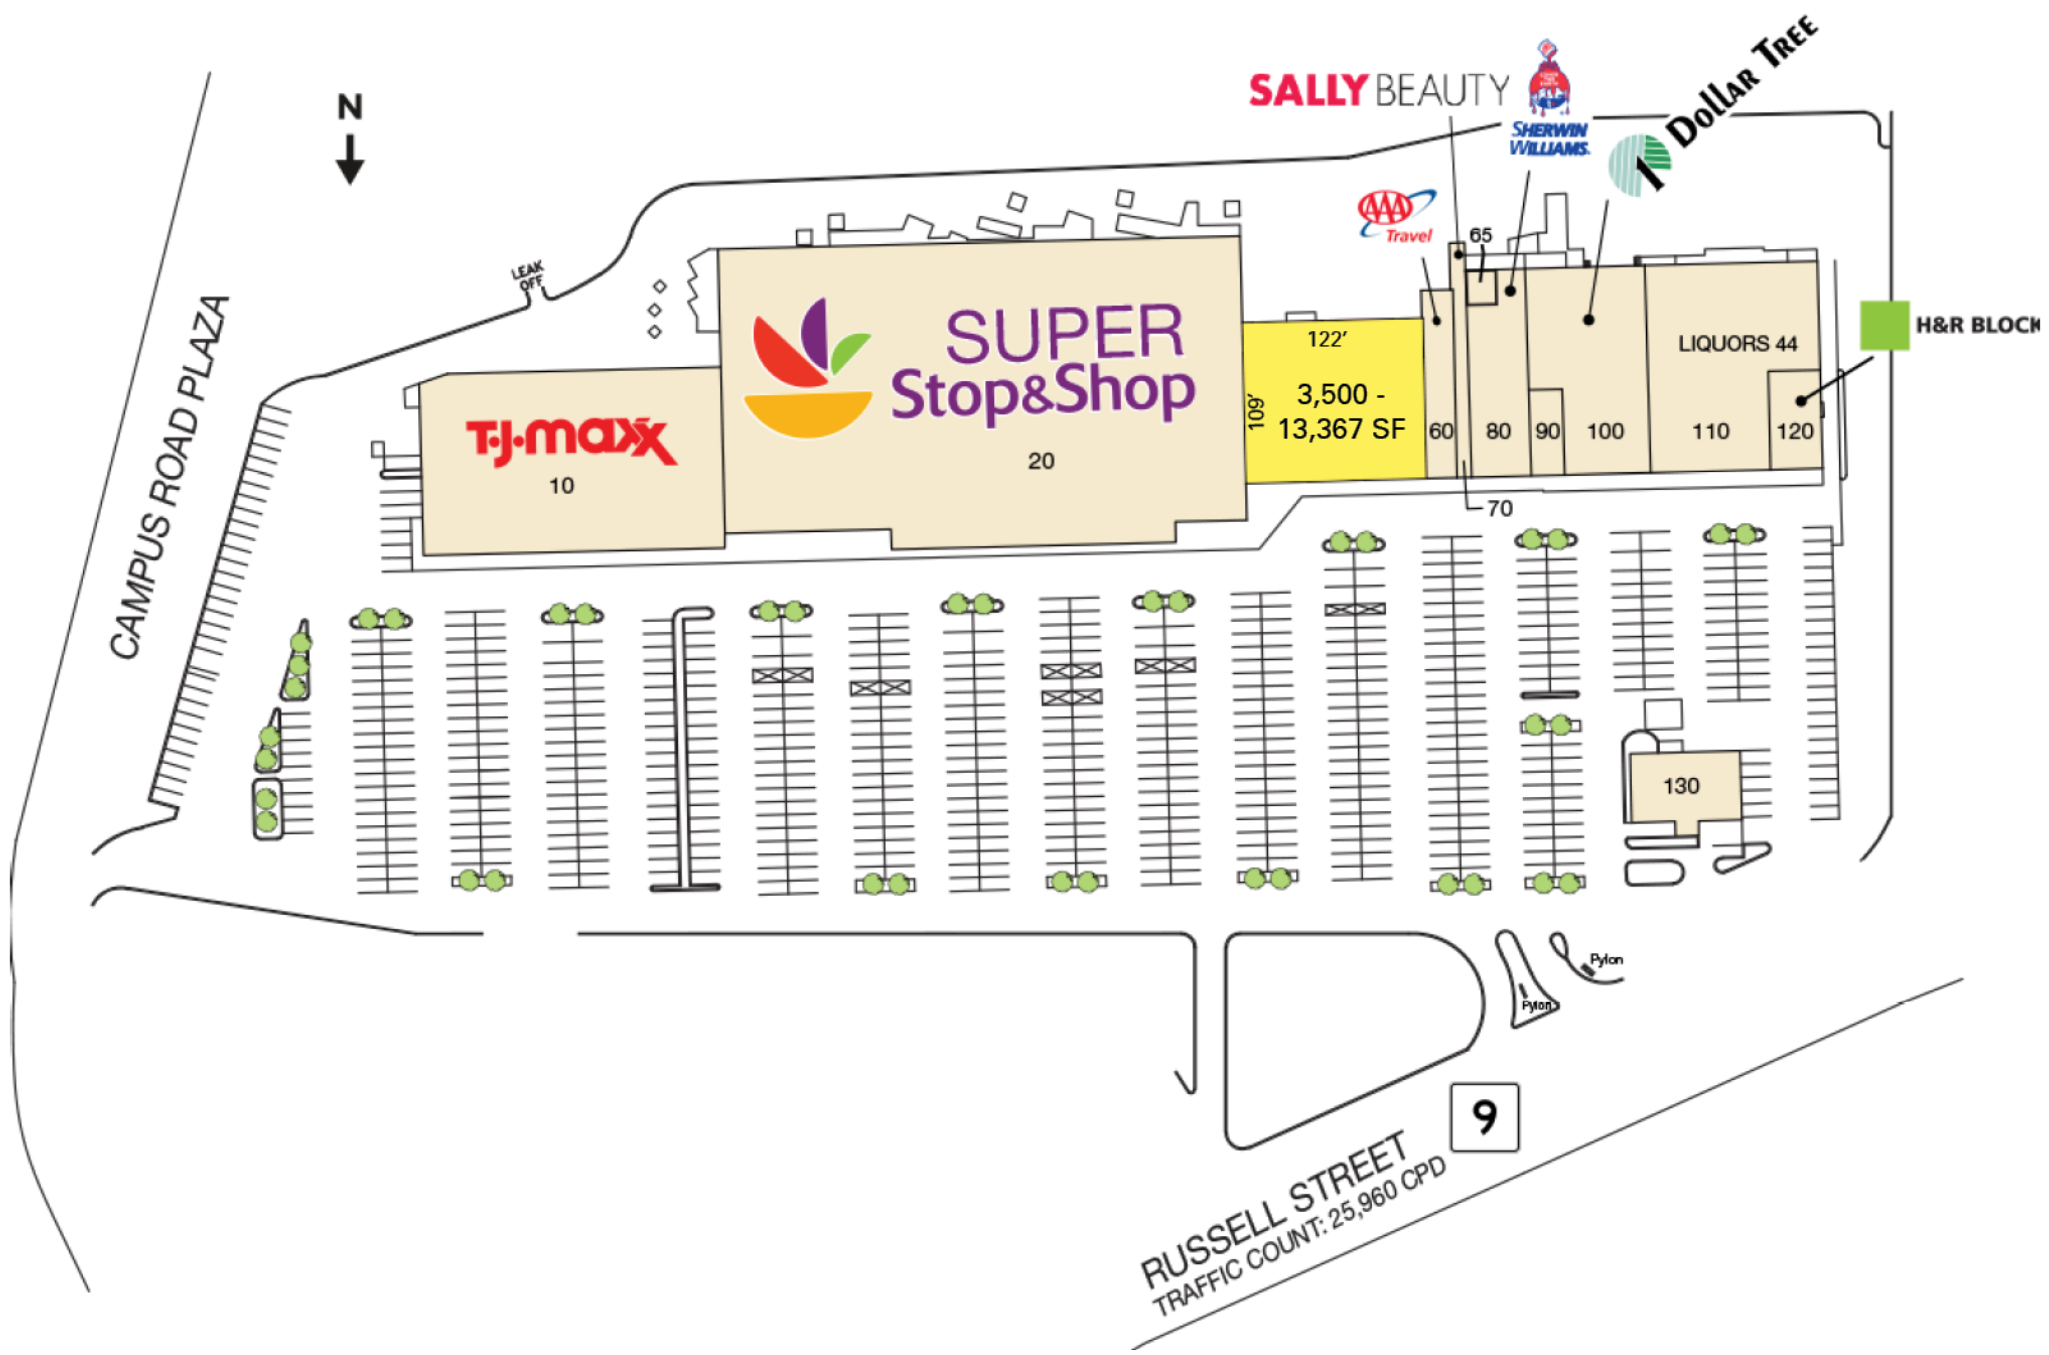 N
SALLY BEAUTY
SHERWIN
WILLIAMS.
1 DOLLAR TREE
AAA
Travel
65
LEAK
OFF
CAMPUS ROAD PLAZA
T.J.maxx
10
SUPER
Stop&Shop
20
122'
109'
3,500 -
13,367 SF
60
70
80
90
100
LIQUORS 44
110
120
H&R BLOCK
130
Pylon
Pylon
9
RUSSELL STREET
TRAFFIC COUNT: 25,960 CPD